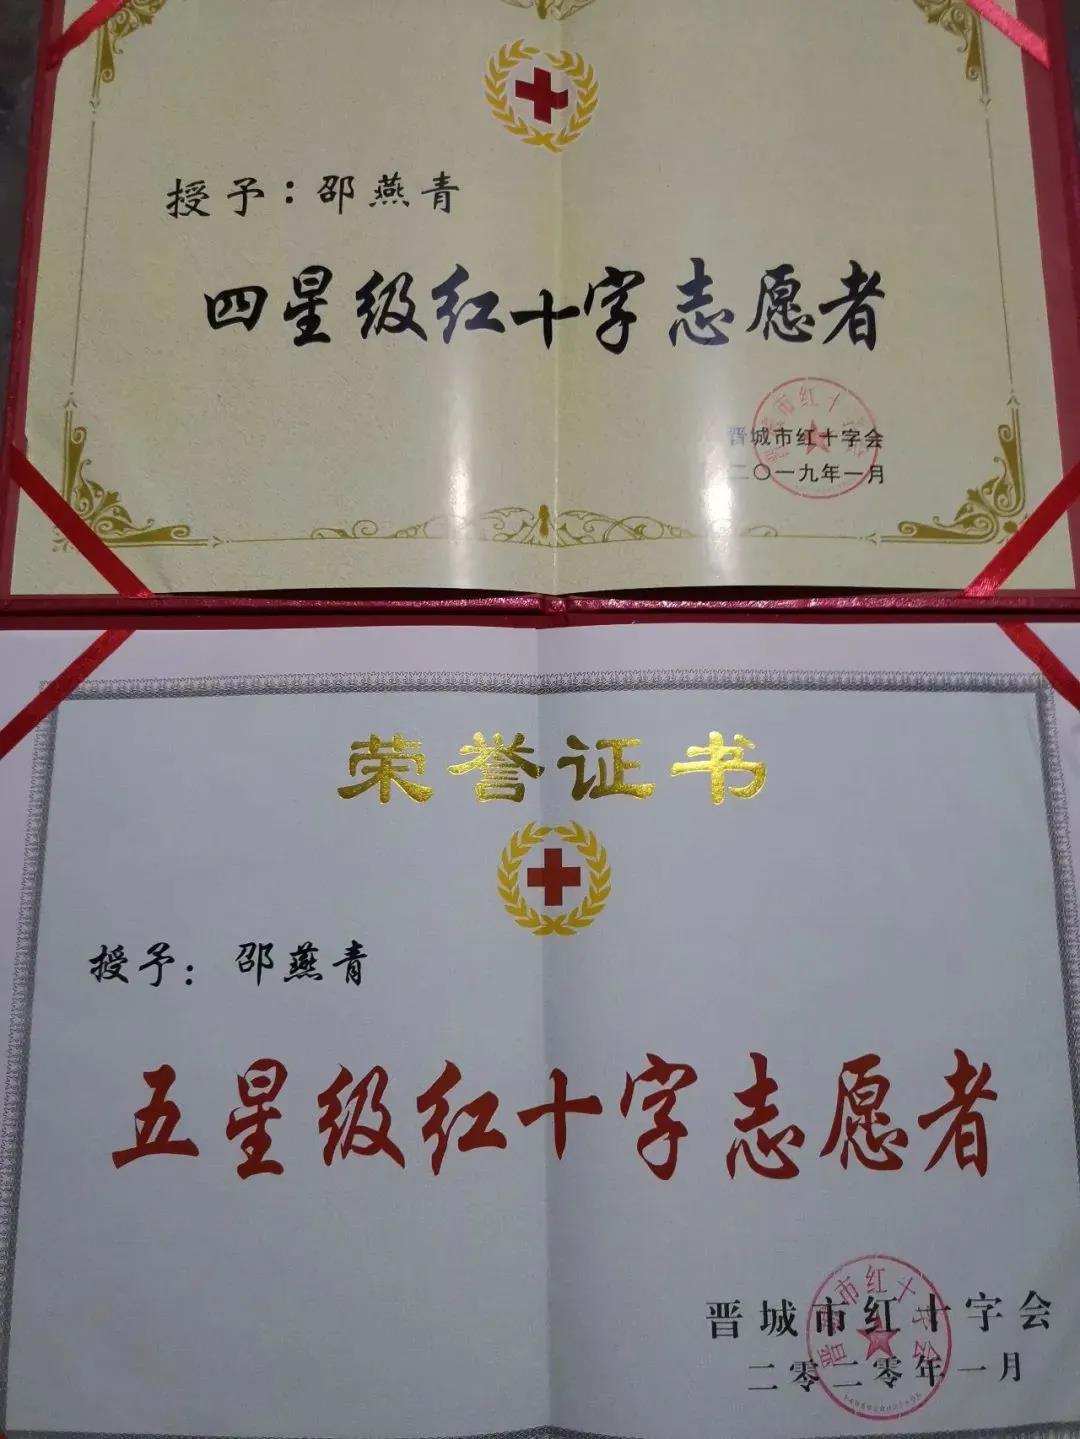 授予：邵燕青
四星级红十字志愿者
晋城市红十字会
二〇一九年一月
荣誉证书
授予：邵燕青
五星级红十字志愿者
晋城市红十字会
二零二零年一月